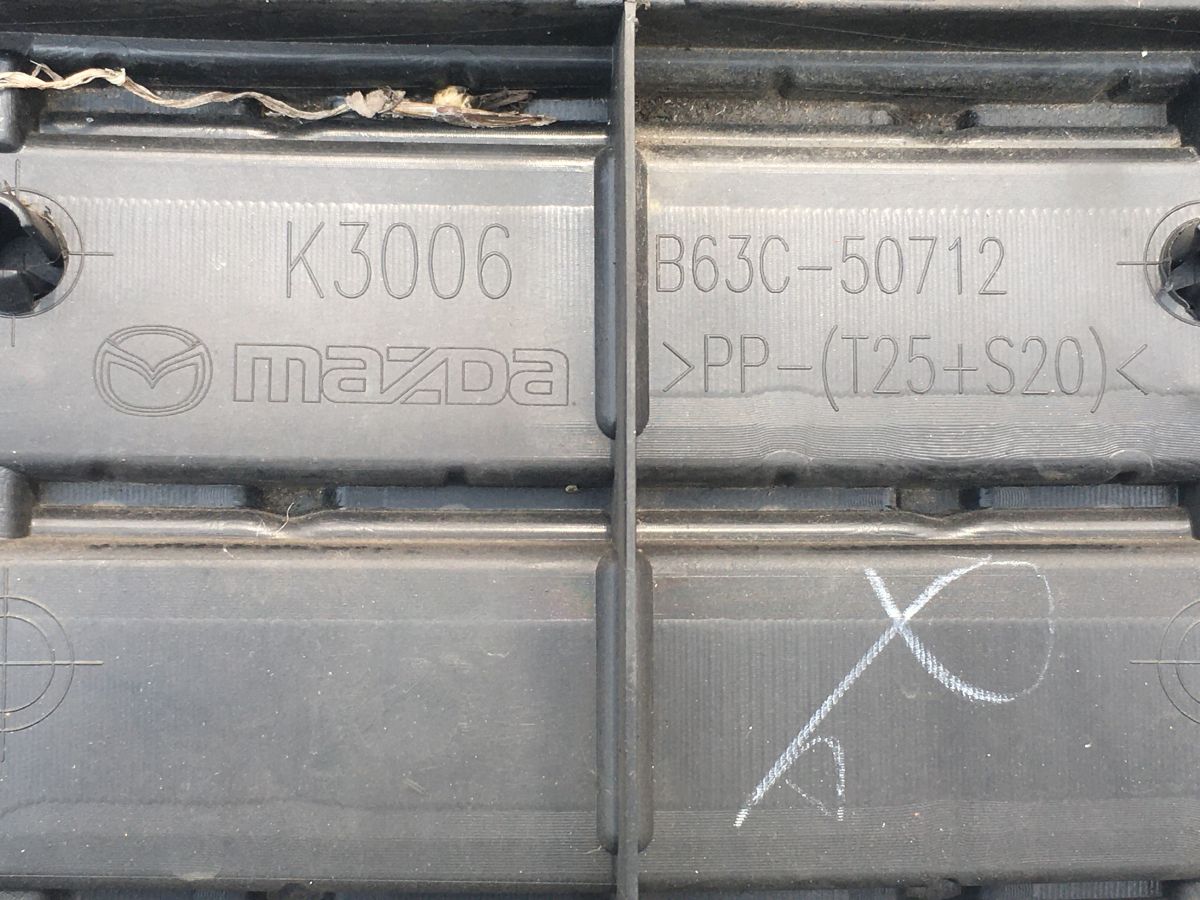 K3006
mazda
B63C-50712
>PP-(T25+S20)<